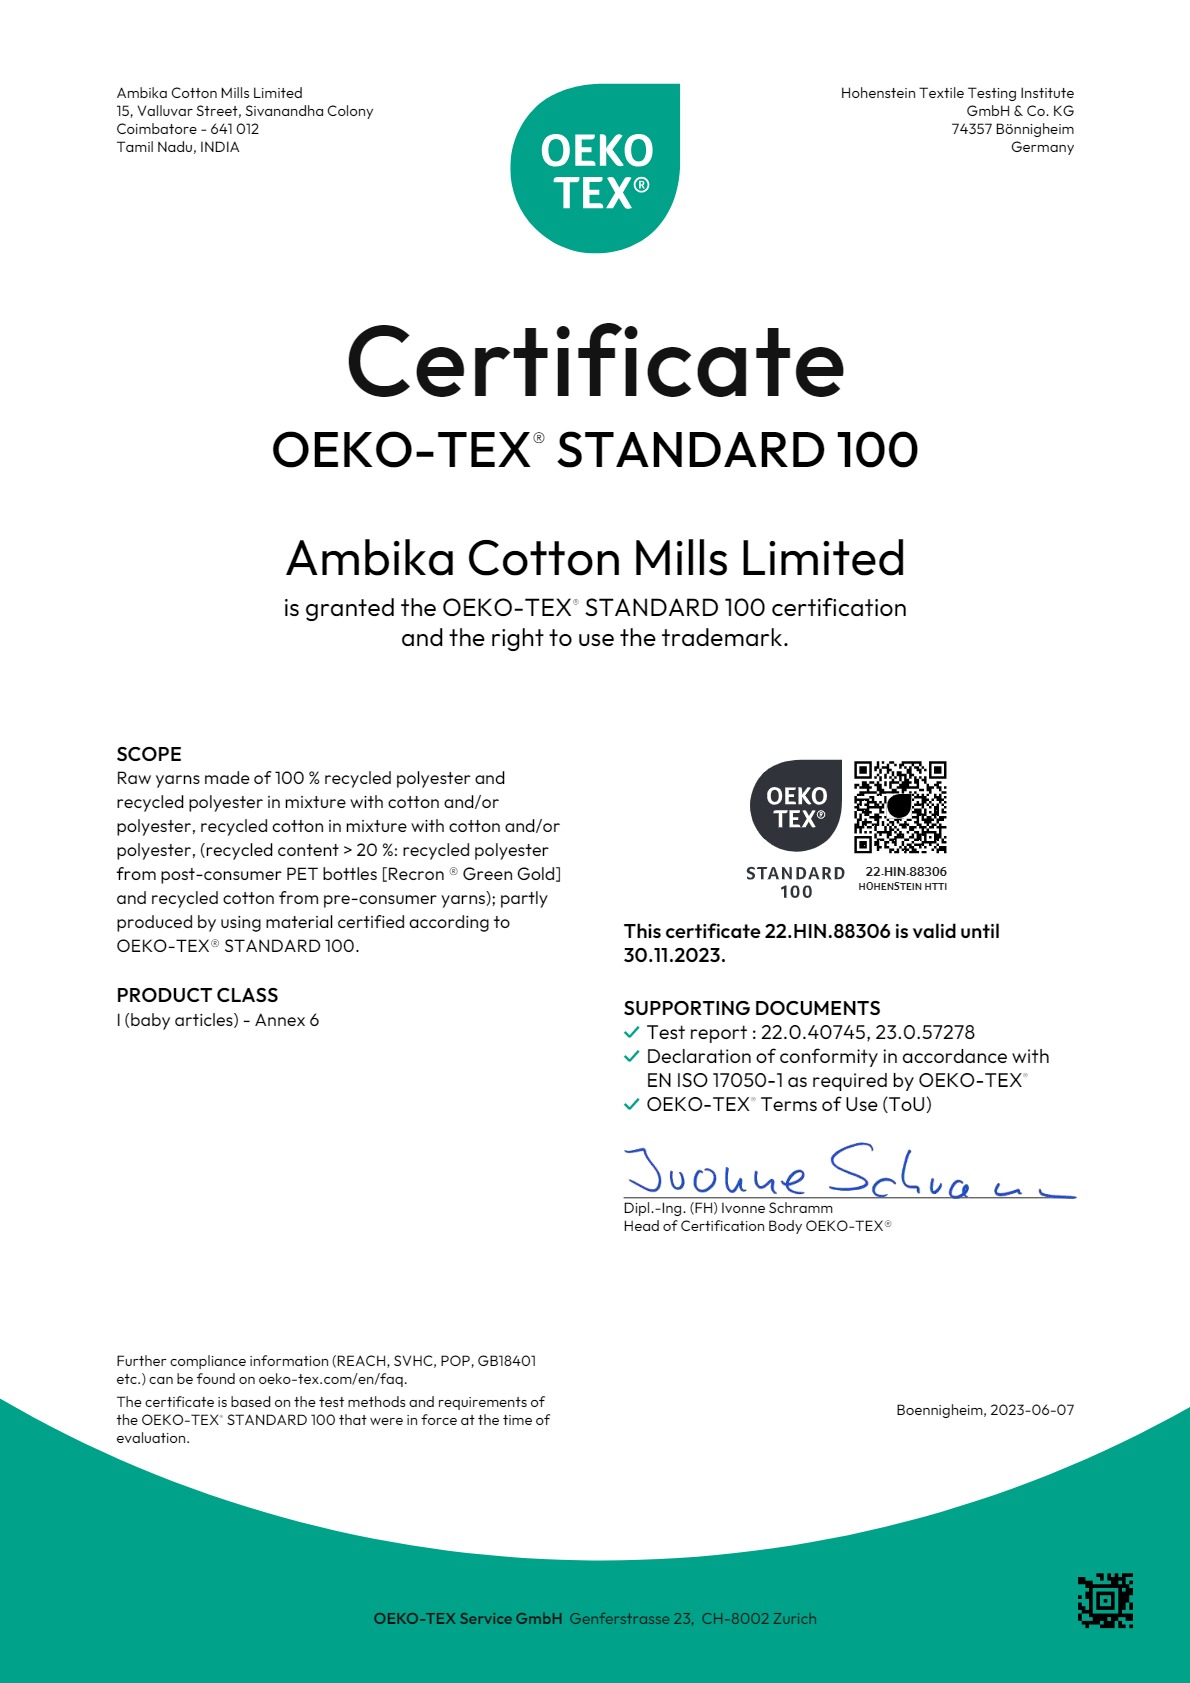 Ambika Cotton Mills Limited
15, Valluvar Street, Sivanandha Colony
Coimbatore - 641 012
Tamil Nadu, INDIA
OEKO
TEX®
Hohenstein Textile Testing Institute
GmbH & Co. KG
74357 Bönnigheim
Germany
Certificate
OEKO-TEX® STANDARD 100
Ambika Cotton Mills Limited
is granted the OEKO-TEX® STANDARD 100 certification
and the right to use the trademark.
SCOPE
Raw yarns made of 100 % recycled polyester and
recycled polyester in mixture with cotton and/or
polyester, recycled cotton in mixture with cotton and/or
polyester, (recycled content > 20 %: recycled polyester
from post-consumer PET bottles [Recron ® Green Gold]
and recycled cotton from pre-consumer yarns); partly
produced by using material certified according to
OEKO-TEX® STANDARD 100.
PRODUCT CLASS
I (baby articles) - Annex 6
OEKO
TEX®
STANDARD
100
22.HIN.88306
HOHENSTEIN HTTI
This certificate 22.HIN.88306 is valid until
30.11.2023.
SUPPORTING DOCUMENTS
Test report : 22.0.40745, 23.0.57278
Declaration of conformity in accordance with
EN ISO 17050-1 as required by OEKO-TEX®
OEKO-TEX® Terms of Use (ToU)
Ivonne Schramm
Dipl.-Ing. (FH) Ivonne Schramm
Head of Certification Body OEKO-TEX®
Further compliance information (REACH, SVHC, POP, GB18401
etc.) can be found on oeko-tex.com/en/faq.
The certificate is based on the test methods and requirements of
the OEKO-TEX® STANDARD 100 that were in force at the time of
evaluation.
Boennigheim, 2023-06-07
OEKO-TEX Service GmbH Genferstrasse 23, CH-8002 Zurich